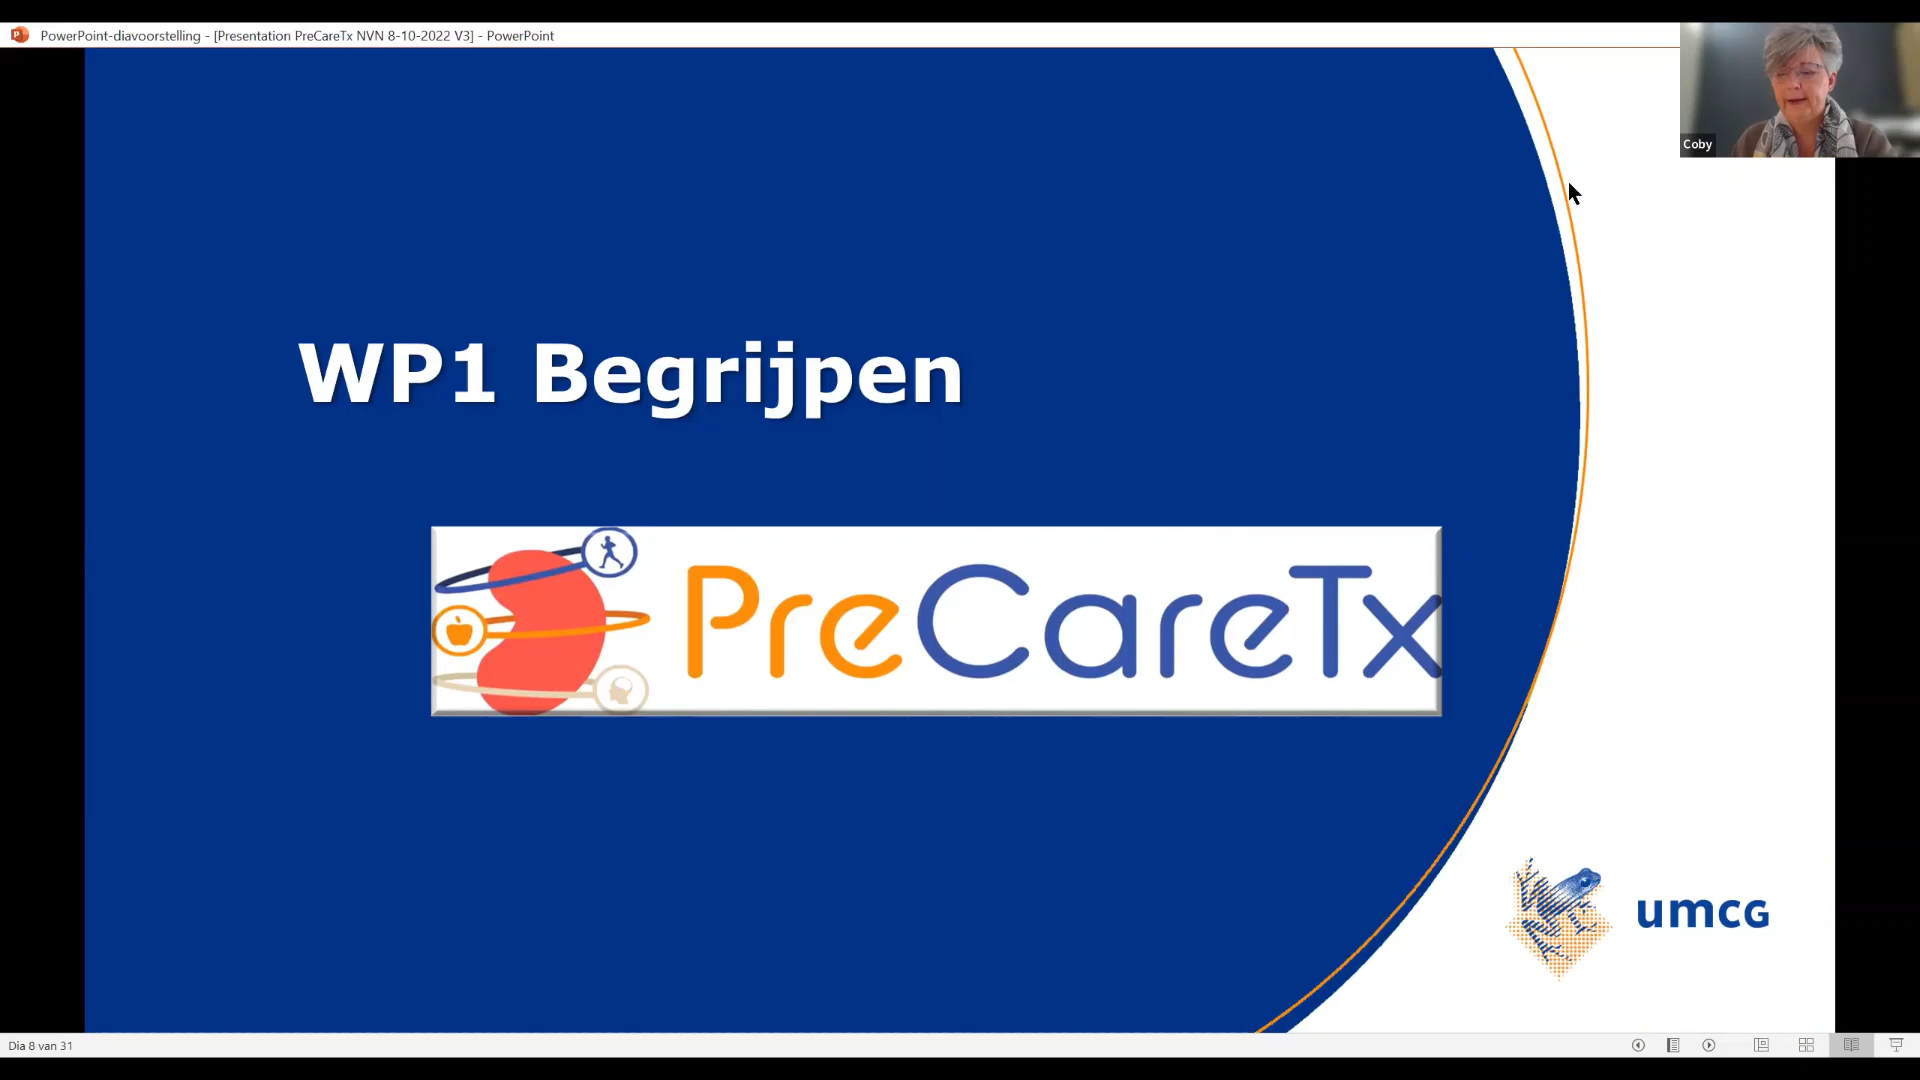 PowerPoint-diavoorstelling - [Presentation PreCareTx NVN 8-10-2022 V3] - PowerPoint
Coby
WP1 Begrijpen
PreCareTx
umcg
Dia 8 van 31